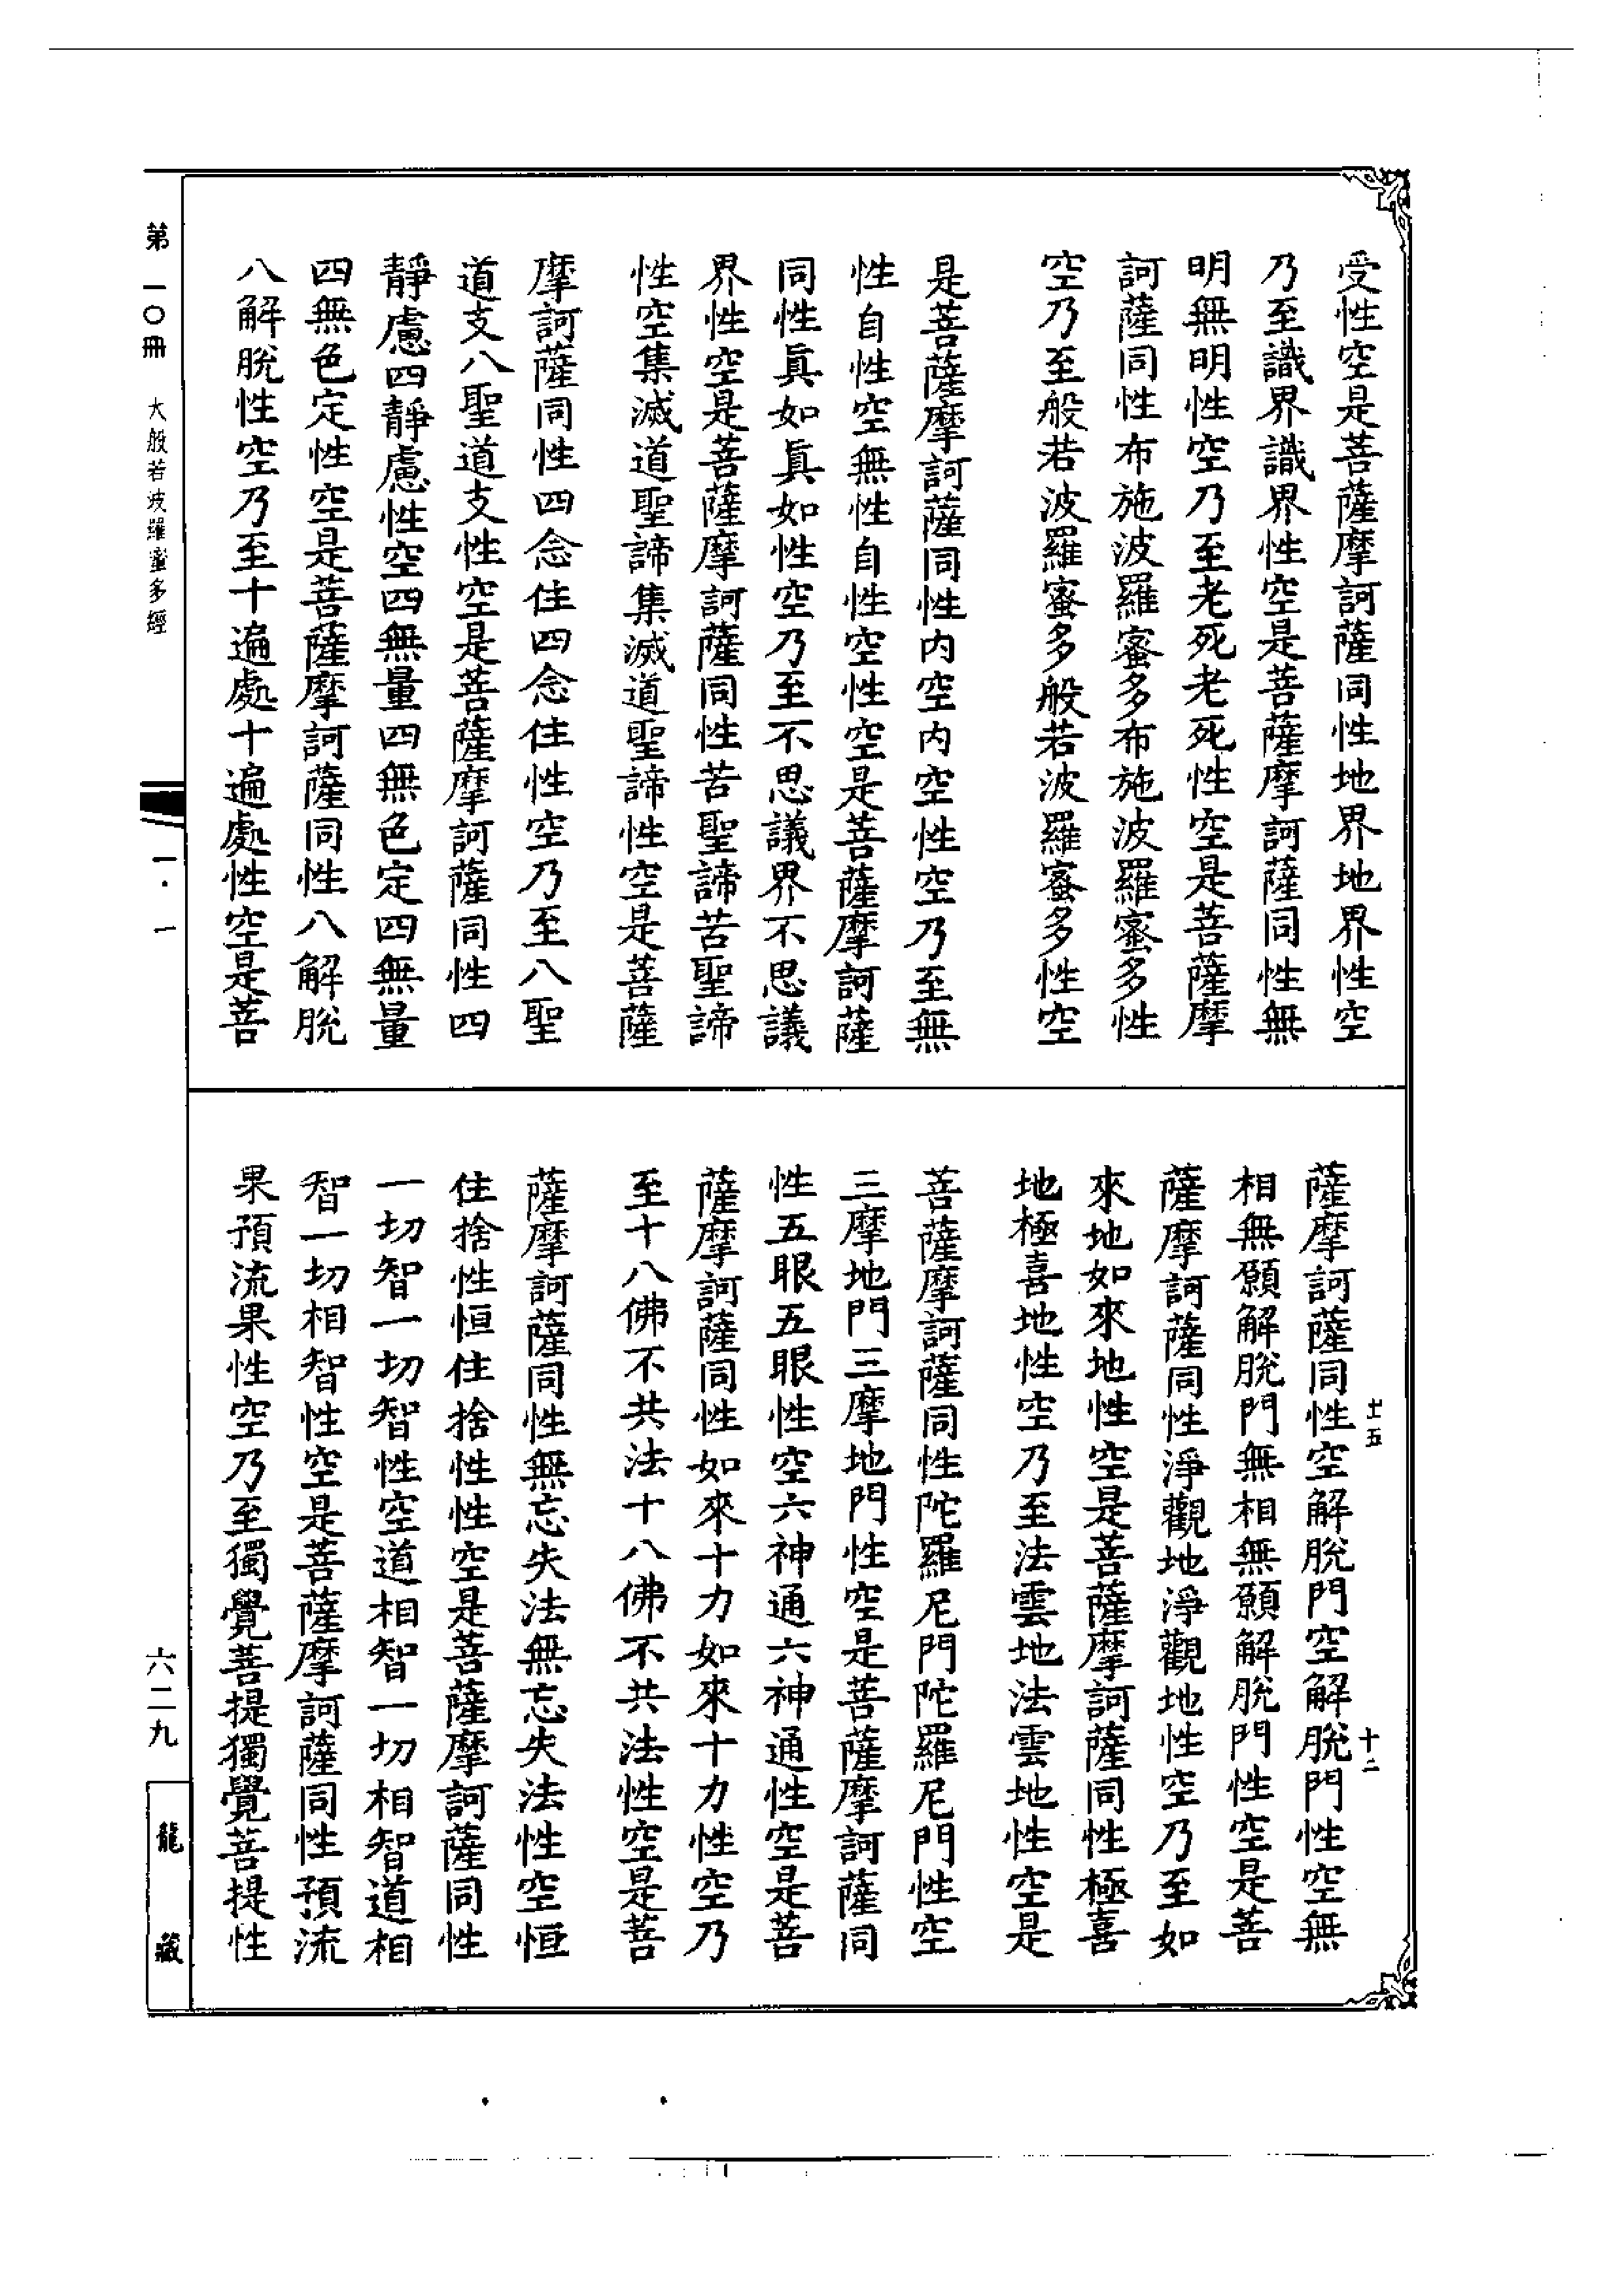 受性空是菩薩摩訶薩同性地界地界性空
乃至識界識界性空是菩薩摩訶薩同性無
明無明性空乃至老死老死性空是菩薩摩
訶薩同性布施波羅蜜多布施波羅蜜多性
空乃至般若波羅蜜多般若波羅蜜多性空
是菩薩摩訶薩同性内空内空性空乃至無
性自性空無性自性空性空是菩薩摩訶薩
同性眞如眞如性空乃至不思議界不思議
界性空是菩薩摩訶薩同性苦聖諦苦聖諦
性空集滅道聖諦集滅道聖諦性空是菩薩
摩訶薩同性四念住四念住性空乃至八聖
道支八聖道支性空是菩薩摩訶薩同性四
靜慮四靜慮性空四無量四無色定四無量
四無色定性空是菩薩摩訶薩同性八解脫
八解脫性空乃至十遍處十遍處性空是菩
薩摩訶薩同性空解脫門空解脫門性空無
相無願解脫門無相無願解脫門性空是菩
薩摩訶薩同性淨觀地淨觀地性空乃至如
來地如來地性空是菩薩摩訶薩同性極喜
地極喜地性空乃至法雲地法雲地性空是
菩薩摩訶薩同性陀羅尼門陀羅尼門性空
三摩地門三摩地門性空是菩薩摩訶薩同
性五眼五眼性空六神通六神通性空是菩
薩摩訶薩同性如來十力如來十力性空乃
至十八佛不共法十八佛不共法性空是菩
薩摩訶薩同性無忘失法無忘失法性空恒
住捨性恒住捨性性空是菩薩摩訶薩同性
一切智一切智性空道相智一切相智道相
智一切相智性空是菩薩摩訶薩同性預流
果預流果性空乃至獨覺菩提獨覺菩提性
廿五
十二
第一〇冊 大般若波羅蜜多經
一·一
六二九
龍藏